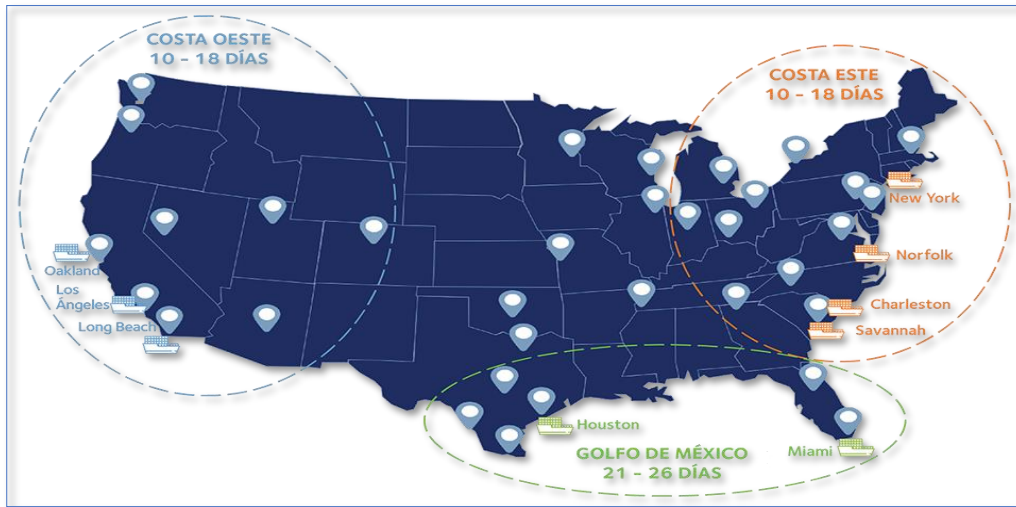 COSTA OESTE
10 – 18 DÍAS
COSTA ESTE
10 – 18 DÍAS
New York
Norfolk
Oakland
Los
Ángeles
Long Beach
Charleston
Savannah
Houston
Miami
GOLFO DE MÉXICO
21 – 26 DÍAS